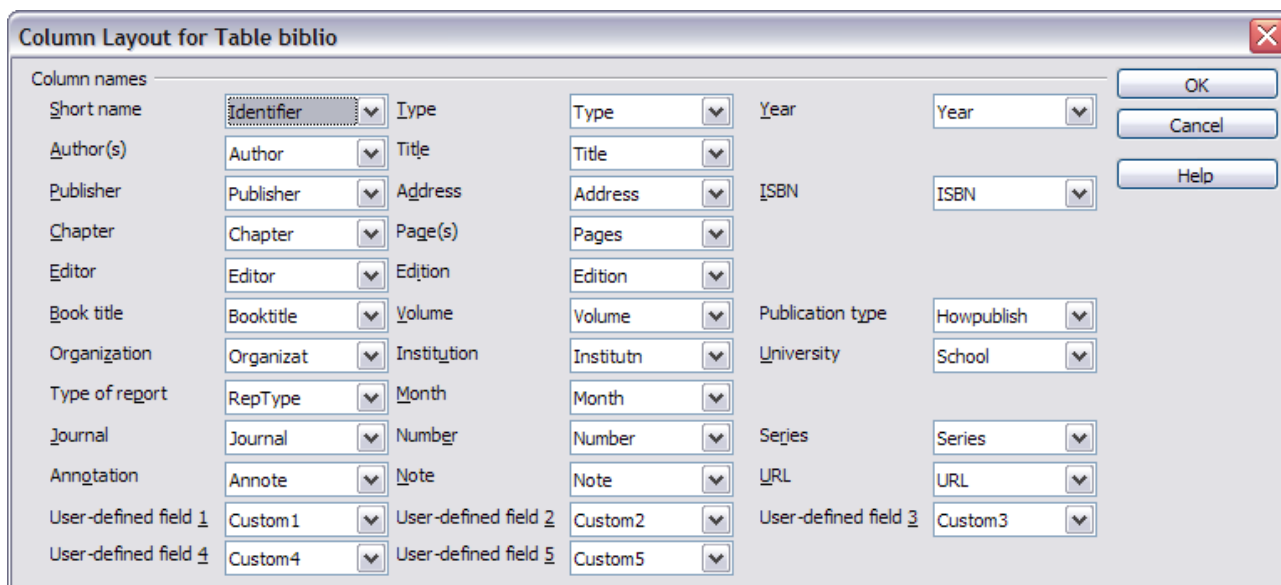 Column Layout for Table biblio
Column names
Short name Identifier Type Type Year Year
Author(s) Author Title Title
Publisher Publisher Address Address ISBN ISBN
Chapter Chapter Page(s) Pages
Editor Editor Edition Edition
Book title Booktitle Volume Volume Publication type Howpublish
Organization Organizat Institution Institutn University School
Type of report RepType Month Month
Journal Journal Number Number Series Series
Annotation Annote Note Note URL URL
User-defined field 1 Custom1 User-defined field 2 Custom2 User-defined field 3 Custom3
User-defined field 4 Custom4 User-defined field 5 Custom5
OK
Cancel
Help